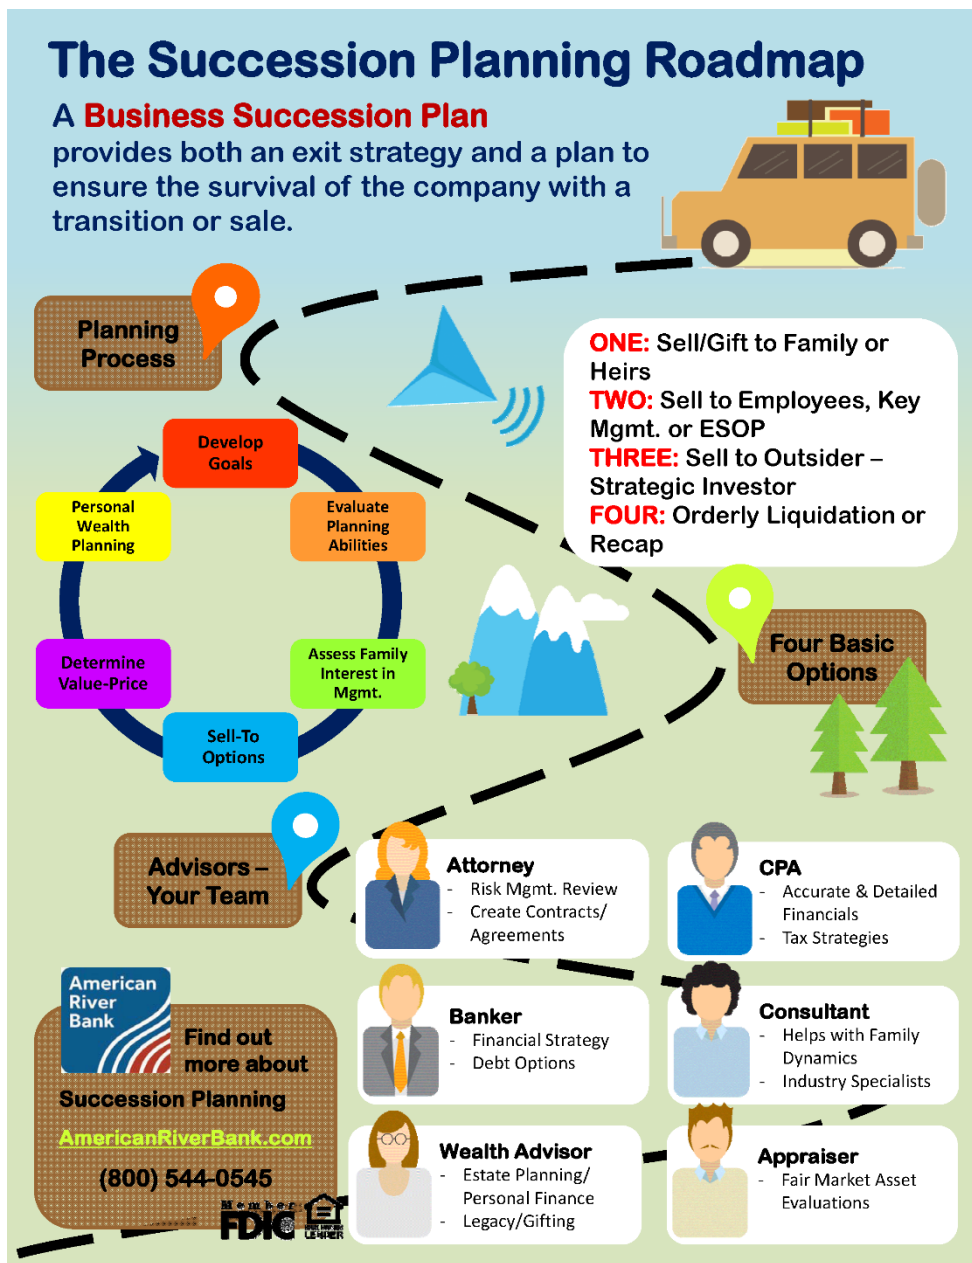 The Succession Planning Roadmap
A Business Succession Plan
provides both an exit strategy and a plan to
ensure the survival of the company with a
transition or sale.
Planning
Process
ONE: Sell/Gift to Family or
Heirs
TWO: Sell to Employees, Key
Mgmt. or ESOP
THREE: Sell to Outsider –
Strategic Investor
FOUR: Orderly Liquidation or
Recap
Develop
Goals
Evaluate
Planning
Abilities
Assess Family
Interest in
Mgmt.
Sell-To
Options
Determine
Value-Price
Personal
Wealth
Planning
Four Basic
Options
Advisors –
Your Team
Attorney
- Risk Mgmt. Review
- Create Contracts/
Agreements
CPA
- Accurate & Detailed
Financials
- Tax Strategies
Banker
- Financial Strategy
- Debt Options
Consultant
- Helps with Family
Dynamics
- Industry Specialists
Wealth Advisor
- Estate Planning/
Personal Finance
- Legacy/Gifting
Appraiser
- Fair Market Asset
Evaluations
American
River
Bank
Find out
more about
Succession Planning
AmericanRiverBank.com
(800) 544-0545
Member
FDIC
LENDER